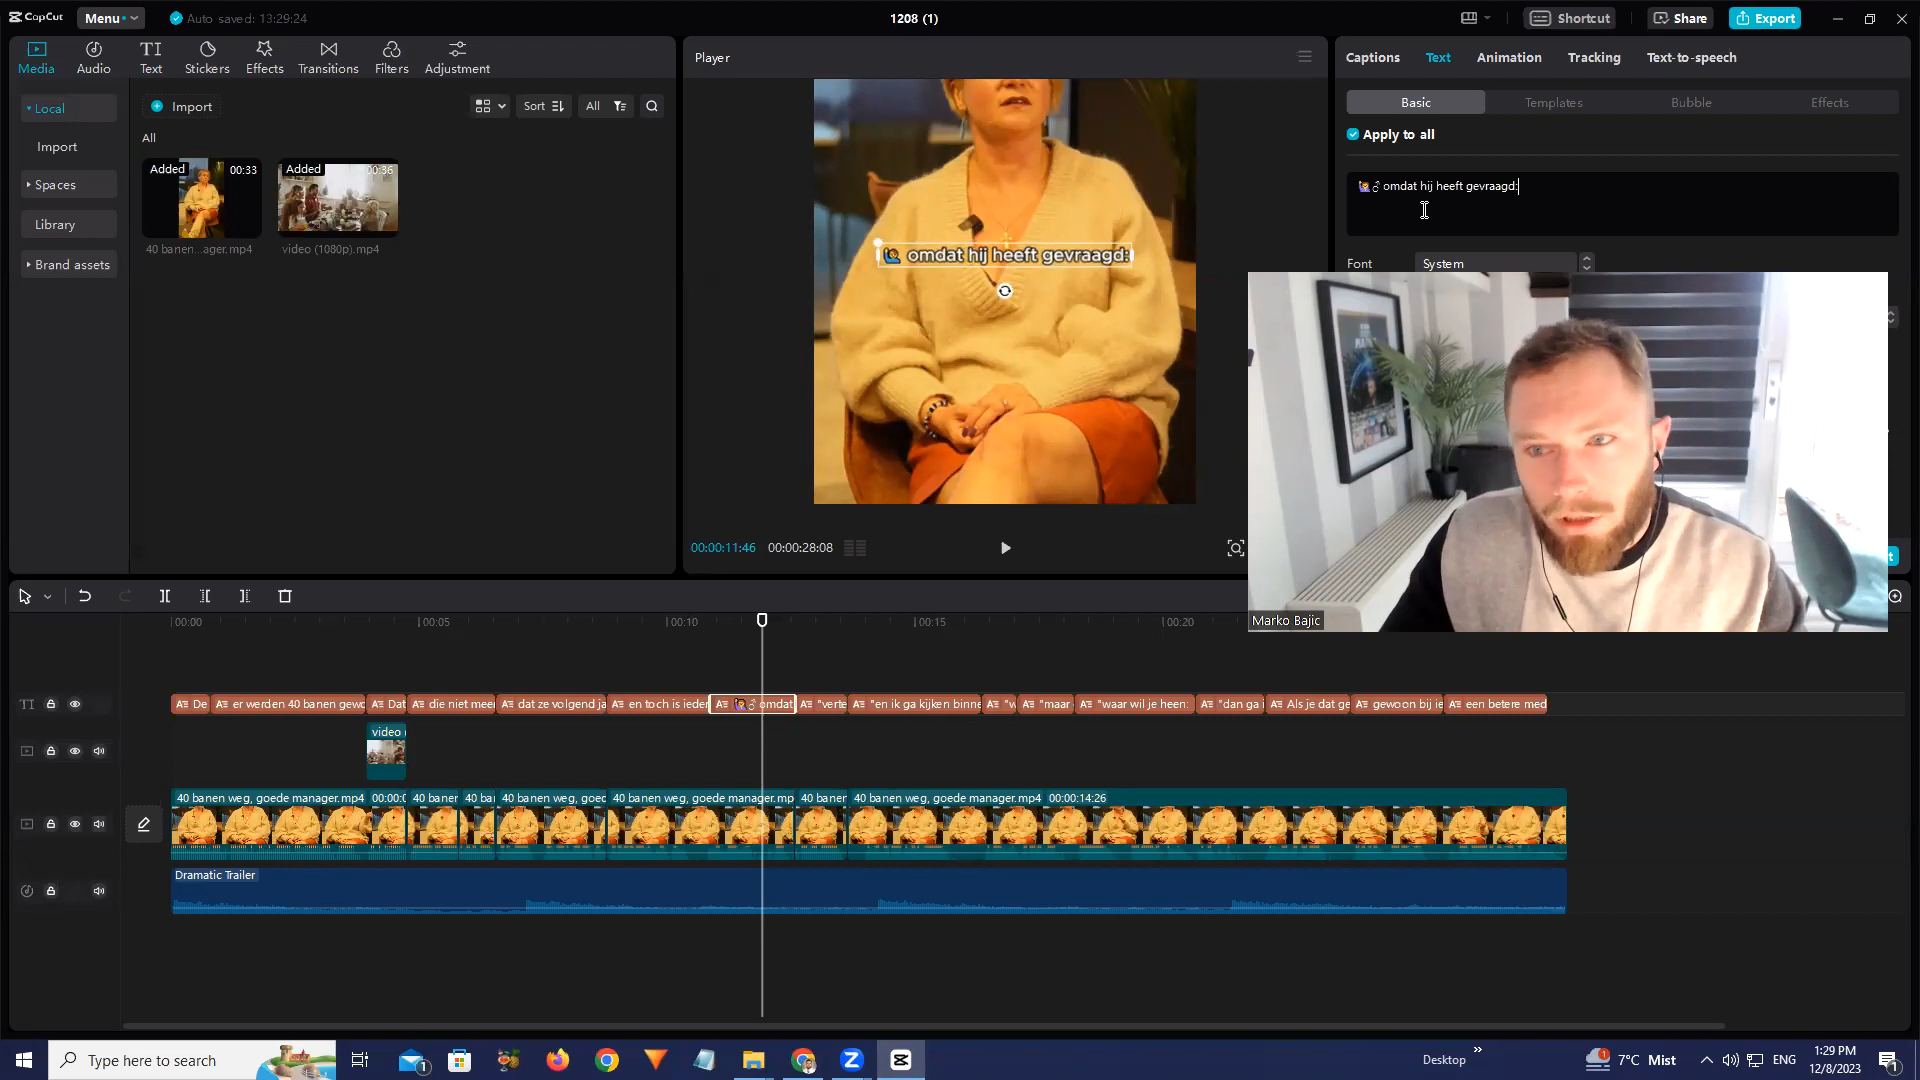 CapCut
Menu
Auto saved: 13:29:24
1208 (1)
Shortcut
Share
Export
Media
Audio
Text
Stickers
Effects
Transitions
Filters
Adjustment
Local
Import
Spaces
Library
Brand assets
Import
Sort
All
All
Added 00:33
40 banen...ager.mp4
Added 00:36
video (1080p).mp4
Player
🙋 omdat hij heeft gevraagd:
00:00:11:46 00:00:28:08
Captions
Text
Animation
Tracking
Text-to-speech
Basic
Templates
Bubble
Effects
Apply to all
🙋♂ omdat hij heeft gevraagd:
Font
System
Marko Bajic
00:00 00:05 00:10 00:15 00:20
De
er werden 40 banen gew
Dat
die niet mee
dat ze volgend ja
en toch is ieder
🙋♂ omdat
"verte
"en ik ga kijken binne
"w
"maar
"waar wil je heen:
"dan ga i
Als je dat ge
gewoon bij ie
een betere med
video (
40 banen weg, goede manager.mp4 00:00:0
40 baner
40 ba
40 banen weg, goed
40 banen weg, goede manager.mp
40 baner
40 banen weg, goede manager.mp4 00:00:14:26
Dramatic Trailer
Type here to search
Desktop
7°C Mist
ENG
1:29 PM
12/8/2023